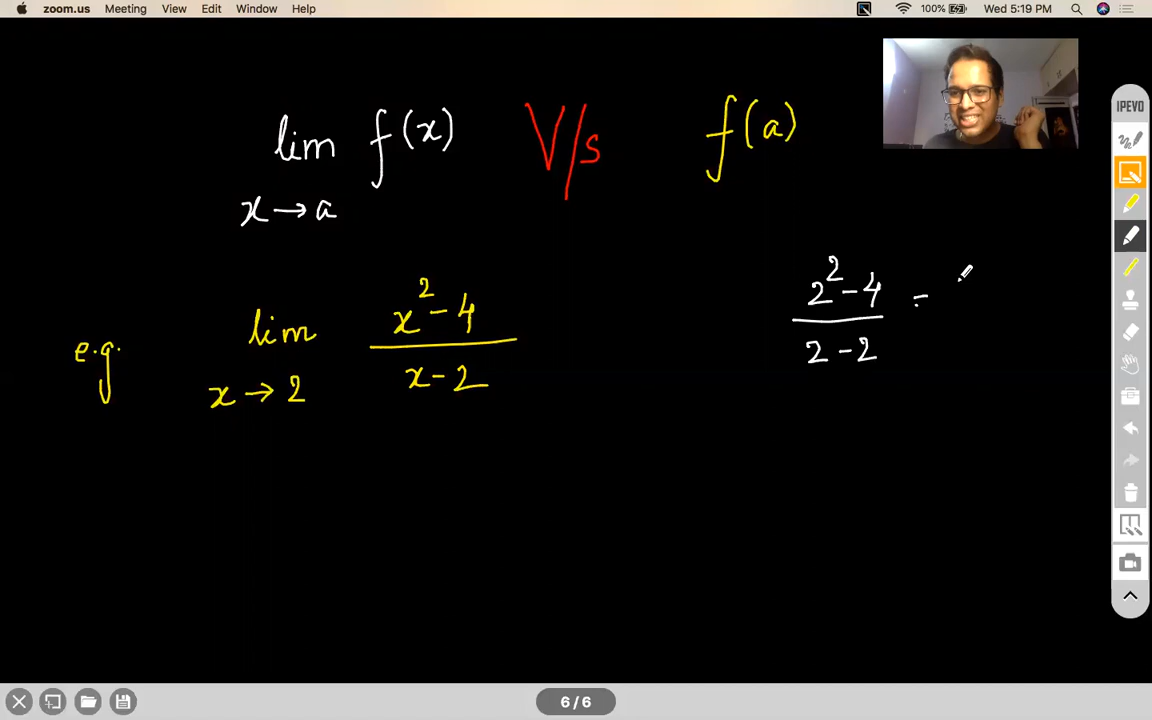 zoom.us Meeting View Edit Window Help 100% Wed 5:19 PM
lim f(x) V/s f(a)
x→a
IPEVO
e.g. lim x²-4 / x-2
x→2
2²-4 / 2-2 =
6/6